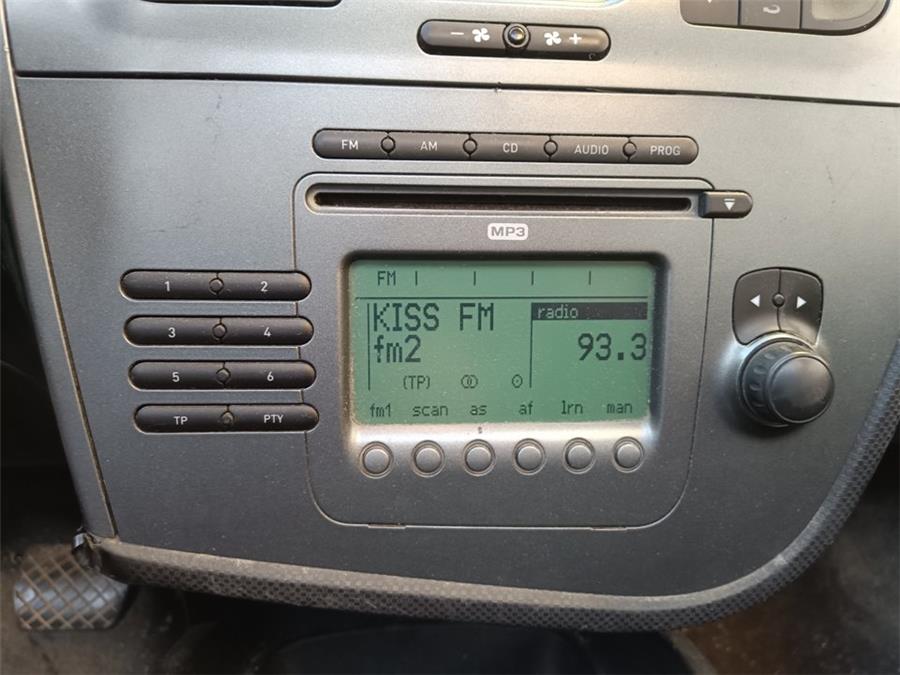 − +
FM AM CD AUDIO PROG
MP3
1 2
3 4
5 6
TP PTY
FM
KISS FM
fm2
radio
93.3
(TP)
fm1 scan as af lrn man